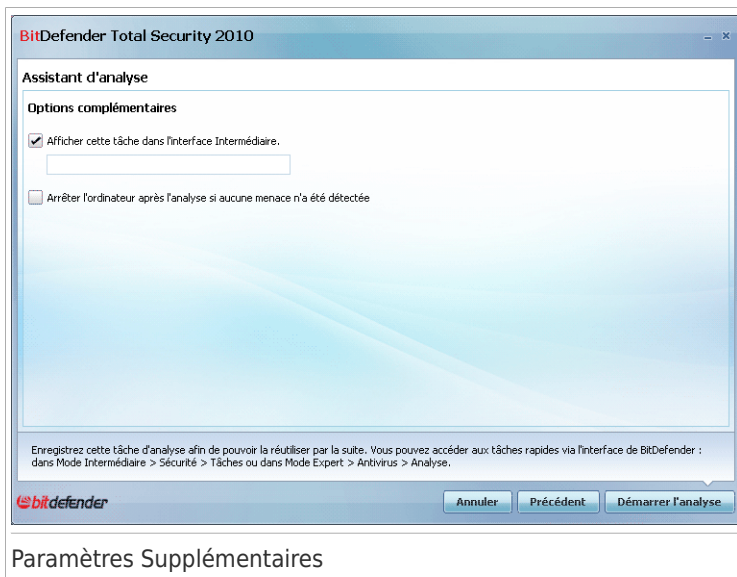 BitDefender Total Security 2010
Assistant d'analyse
Options complémentaires
Afficher cette tâche dans l'interface Intermédiaire.
Arrêter l'ordinateur après l'analyse si aucune menace n'a été détectée
Enregistrez cette tâche d'analyse afin de pouvoir la réutiliser par la suite. Vous pouvez accéder aux tâches rapides via l'interface de BitDefender :
dans Mode Intermédiaire > Sécurité > Tâches ou dans Mode Expert > Antivirus > Analyse.
bitdefender
Annuler
Précédent
Démarrer l'analyse
Paramètres Supplémentaires